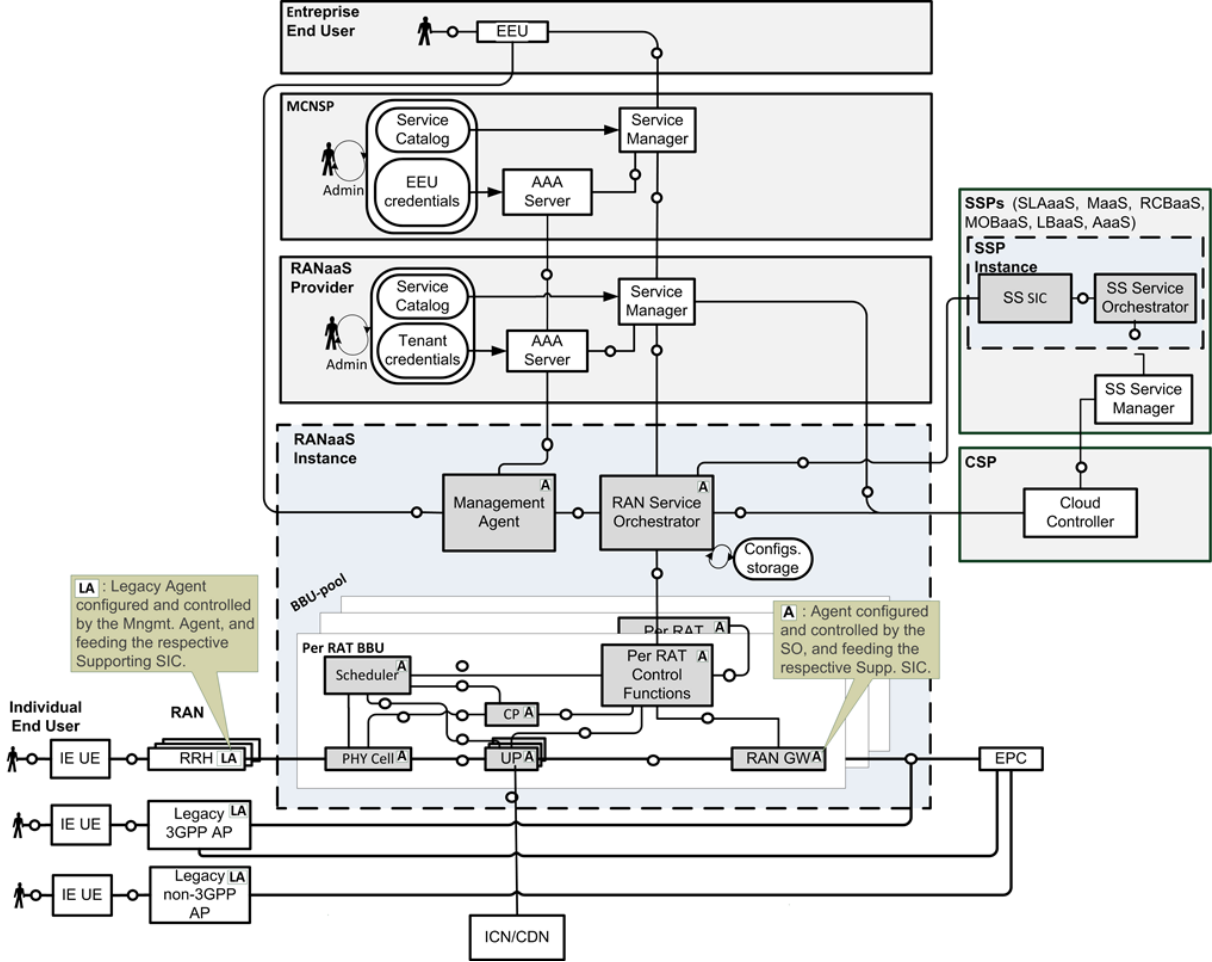 Entreprise
End User
EEU
MCNSP
Service
Catalog
Service
Manager
Admin
EEU
credentials
AAA
Server
SSPs (SLAaaS, MaaS, RCBaaS,
MOBaaS, LBaaS, AaaS)
SSP
Instance
SS SIC
SS Service
Orchestrator
SS Service
Manager
RANaaS
Provider
Service
Catalog
Service
Manager
Admin
Tenant
credentials
AAA
Server
RANaaS
Instance
CSP
Cloud
Controller
Management
Agent
A
RAN Service
Orchestrator
A
Configs.
storage
BBU-pool
LA : Legacy Agent
configured and controlled
by the Mngmt. Agent, and
feeding the respective
Supporting SIC.
A : Agent configured
and controlled by the
SO, and feeding the
respective Supp. SIC.
Per RAT BBU
Per RAT
A
Per RAT
Control
Functions
A
Scheduler
A
CP A
Individual
End User
RAN
IE UE
RRH LA
PHY Cell A
UP A
RAN GW A
EPC
IE UE
Legacy
3GPP AP
LA
IE UE
Legacy
non-3GPP
AP
LA
ICN/CDN